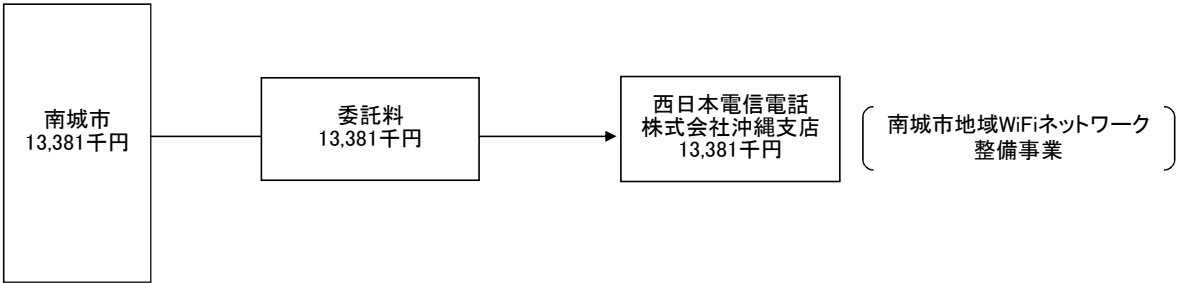 南城市
13,381千円
委託料
13,381千円
西日本電信電話
株式会社沖縄支店
13,381千円
南城市地域WiFiネットワーク
整備事業